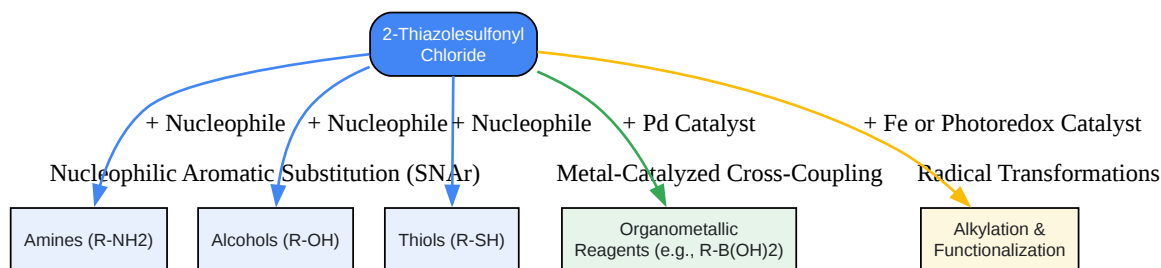 2-Thiazolesulfonyl
Chloride
+ Nucleophile
+ Nucleophile
+ Nucleophile
+ Pd Catalyst
+ Fe or Photoredox Catalyst
Nucleophilic Aromatic Substitution (SNAr)
Metal-Catalyzed Cross-Coupling
Radical Transformations
Amines (R-NH2)
Alcohols (R-OH)
Thiols (R-SH)
Organometallic
Reagents (e.g., R-B(OH)2)
Alkylation &
Functionalization